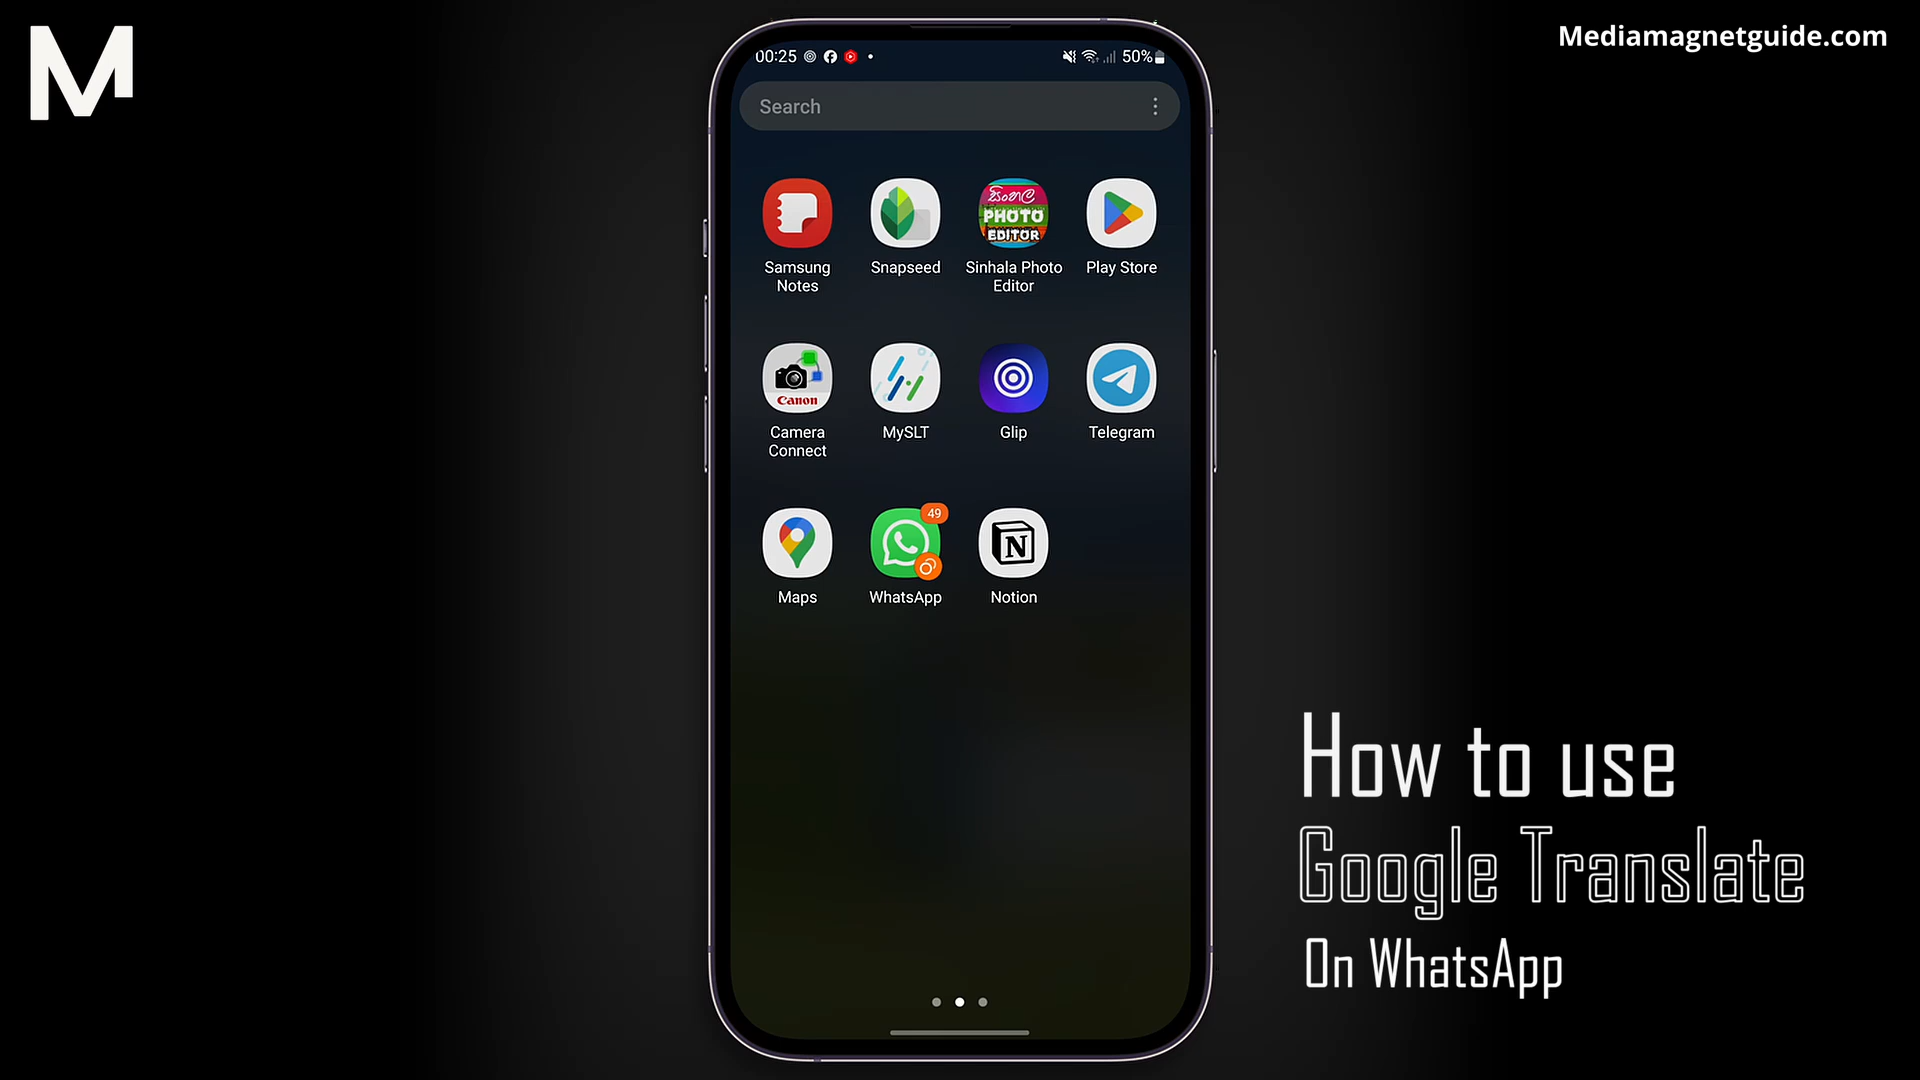 M
Mediamagnetguide.com
00:25
50%
Search
සිංහල
PHOTO
EDITOR
Samsung
Notes
Snapseed
Sinhala Photo
Editor
Play Store
Canon
Camera
Connect
MySLT
Glip
Telegram
49
N
Maps
WhatsApp
Notion
How to use
Google Translate
On WhatsApp